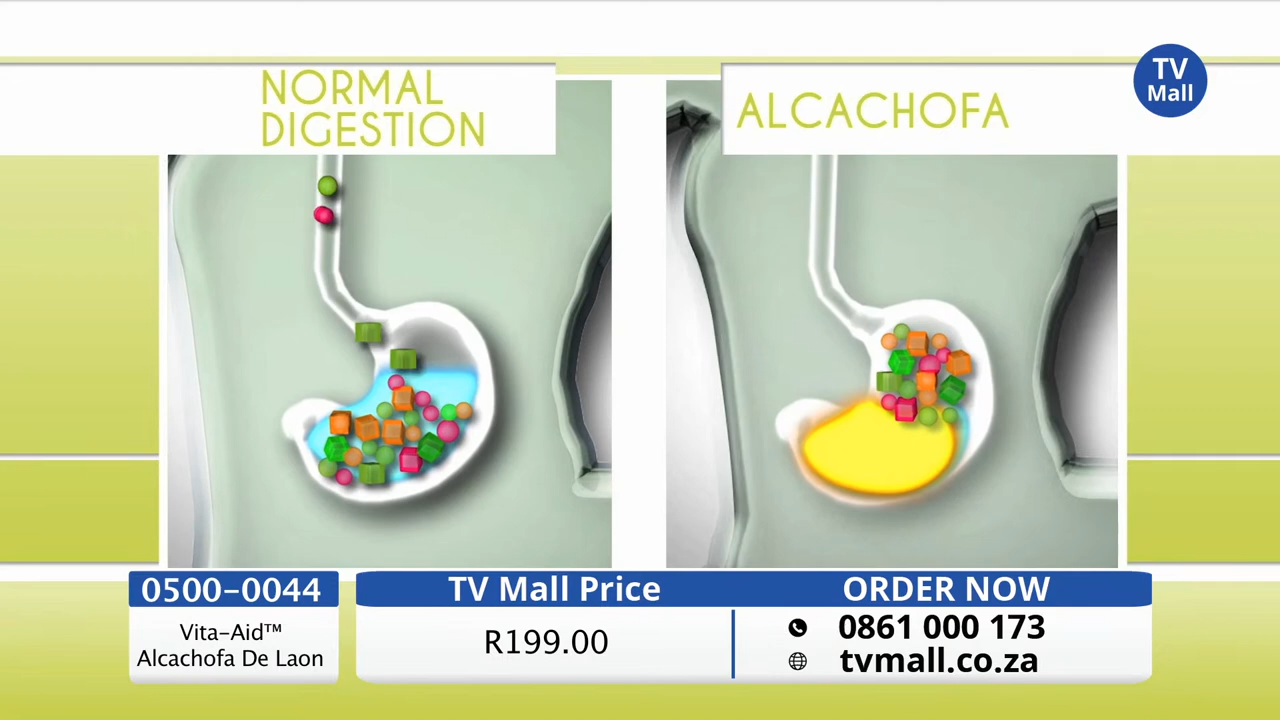 NORMAL
DIGESTION
ALCACHOFA
TV
Mall
0500-0044
Vita-Aid™
Alcachofa De Laon
TV Mall Price
R199.00
ORDER NOW
0861 000 173
tvmall.co.za